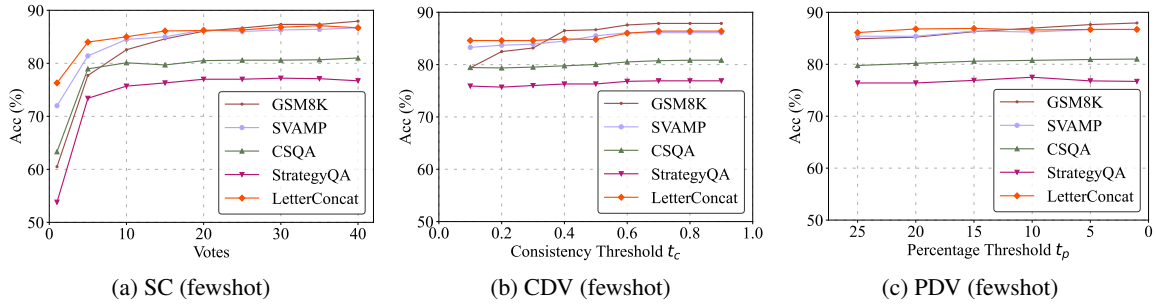 90
80
70
60
50
Acc (%)
0 10 20 30 40
Votes
GSM8K
SVAMP
CSQA
StrategyQA
LetterConcat
(a) SC (fewshot)
90
80
70
60
50
Acc (%)
0.0 0.2 0.4 0.6 0.8 1.0
Consistency Threshold t_c
GSM8K
SVAMP
CSQA
StrategyQA
LetterConcat
(b) CDV (fewshot)
90
80
70
60
50
Acc (%)
25 20 15 10 5 0
Percentage Threshold t_p
GSM8K
SVAMP
CSQA
StrategyQA
LetterConcat
(c) PDV (fewshot)